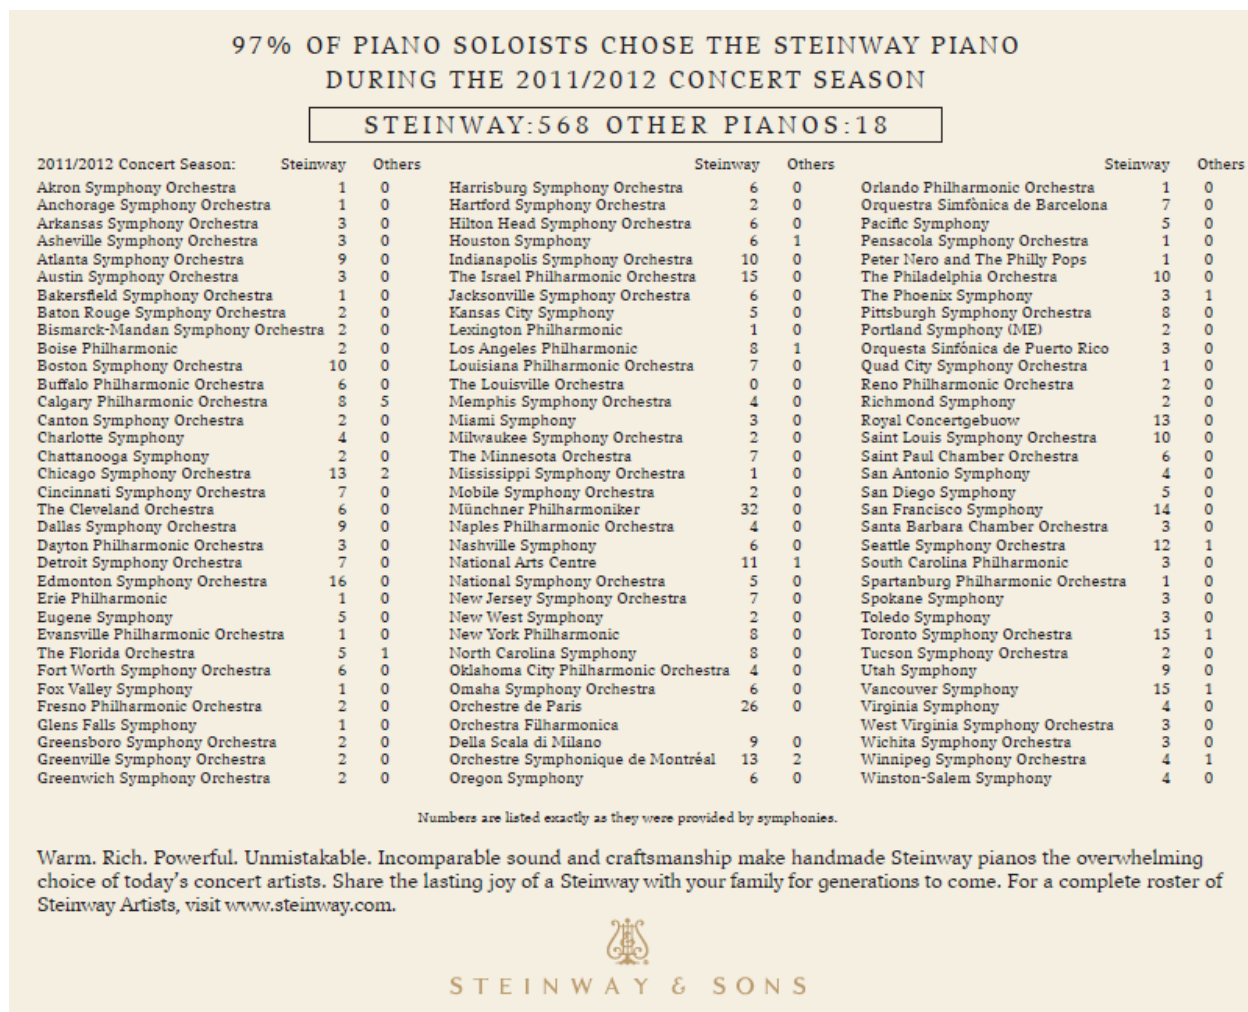 97% OF PIANO SOLOISTS CHOSE THE STEINWAY PIANO
DURING THE 2011/2012 CONCERT SEASON
STEINWAY:568 OTHER PIANOS:18
2011/2012 Concert Season: Steinway Others
Akron Symphony Orchestra 1 0
Anchorage Symphony Orchestra 1 0
Arkansas Symphony Orchestra 3 0
Asheville Symphony Orchestra 3 0
Atlanta Symphony Orchestra 9 0
Austin Symphony Orchestra 3 0
Bakersfield Symphony Orchestra 1 0
Baton Rouge Symphony Orchestra 2 0
Bismarck-Mandan Symphony Orchestra 2 0
Boise Philharmonic 2 0
Boston Symphony Orchestra 10 0
Buffalo Philharmonic Orchestra 6 0
Calgary Philharmonic Orchestra 8 5
Canton Symphony Orchestra 2 0
Charlotte Symphony 4 0
Chattanooga Symphony 2 0
Chicago Symphony Orchestra 13 2
Cincinnati Symphony Orchestra 7 0
The Cleveland Orchestra 6 0
Dallas Symphony Orchestra 9 0
Dayton Philharmonic Orchestra 3 0
Detroit Symphony Orchestra 7 0
Edmonton Symphony Orchestra 16 0
Erie Philharmonic 1 0
Eugene Symphony 5 0
Evansville Philharmonic Orchestra 1 0
The Florida Orchestra 5 1
Fort Worth Symphony Orchestra 6 0
Fox Valley Symphony 1 0
Fresno Philharmonic Orchestra 2 0
Glens Falls Symphony 1 0
Greensboro Symphony Orchestra 2 0
Greenville Symphony Orchestra 2 0
Greenwich Symphony Orchestra 2 0
Steinway Others
Harrisburg Symphony Orchestra 6 0
Hartford Symphony Orchestra 2 0
Hilton Head Symphony Orchestra 6 0
Houston Symphony 6 1
Indianapolis Symphony Orchestra 10 0
The Israel Philharmonic Orchestra 15 0
Jacksonville Symphony Orchestra 6 0
Kansas City Symphony 5 0
Lexington Philharmonic 1 0
Los Angeles Philharmonic 8 1
Louisiana Philharmonic Orchestra 7 0
The Louisville Orchestra 0 0
Memphis Symphony Orchestra 4 0
Miami Symphony 3 0
Milwaukee Symphony Orchestra 2 0
The Minnesota Orchestra 7 0
Mississippi Symphony Orchestra 1 0
Mobile Symphony Orchestra 2 0
Münchner Philharmoniker 32 0
Naples Philharmonic Orchestra 4 0
Nashville Symphony 6 0
National Arts Centre 11 1
National Symphony Orchestra 5 0
New Jersey Symphony Orchestra 7 0
New West Symphony 2 0
New York Philharmonic 8 0
North Carolina Symphony 8 0
Oklahoma City Philharmonic Orchestra 4 0
Omaha Symphony Orchestra 6 0
Orchestre de Paris 26 0
Orchestra Filharmonica
Della Scala di Milano 9 0
Orchestre Symphonique de Montréal 13 2
Oregon Symphony 6 0
Steinway Others
Orlando Philharmonic Orchestra 1 0
Orquestra Simfònica de Barcelona 7 0
Pacific Symphony 5 0
Pensacola Symphony Orchestra 1 0
Peter Nero and The Philly Pops 1 0
The Philadelphia Orchestra 10 0
The Phoenix Symphony 3 1
Pittsburgh Symphony Orchestra 8 0
Portland Symphony (ME) 2 0
Orquesta Sinfónica de Puerto Rico 3 0
Quad City Symphony Orchestra 1 0
Reno Philharmonic Orchestra 2 0
Richmond Symphony 2 0
Royal Concertgebuow 13 0
Saint Louis Symphony Orchestra 10 0
Saint Paul Chamber Orchestra 6 0
San Antonio Symphony 4 0
San Diego Symphony 5 0
San Francisco Symphony 14 0
Santa Barbara Chamber Orchestra 3 0
Seattle Symphony Orchestra 12 1
South Carolina Philharmonic 3 0
Spartanburg Philharmonic Orchestra 1 0
Spokane Symphony 3 0
Toledo Symphony 3 0
Toronto Symphony Orchestra 15 1
Tucson Symphony Orchestra 2 0
Utah Symphony 9 0
Vancouver Symphony 15 1
Virginia Symphony 4 0
West Virginia Symphony Orchestra 3 0
Wichita Symphony Orchestra 3 0
Winnipeg Symphony Orchestra 4 1
Winston-Salem Symphony 4 0
Numbers are listed exactly as they were provided by symphonies.
Warm. Rich. Powerful. Unmistakable. Incomparable sound and craftsmanship make handmade Steinway pianos the overwhelming
choice of today's concert artists. Share the lasting joy of a Steinway with your family for generations to come. For a complete roster of
Steinway Artists, visit www.steinway.com.
STEINWAY & SONS